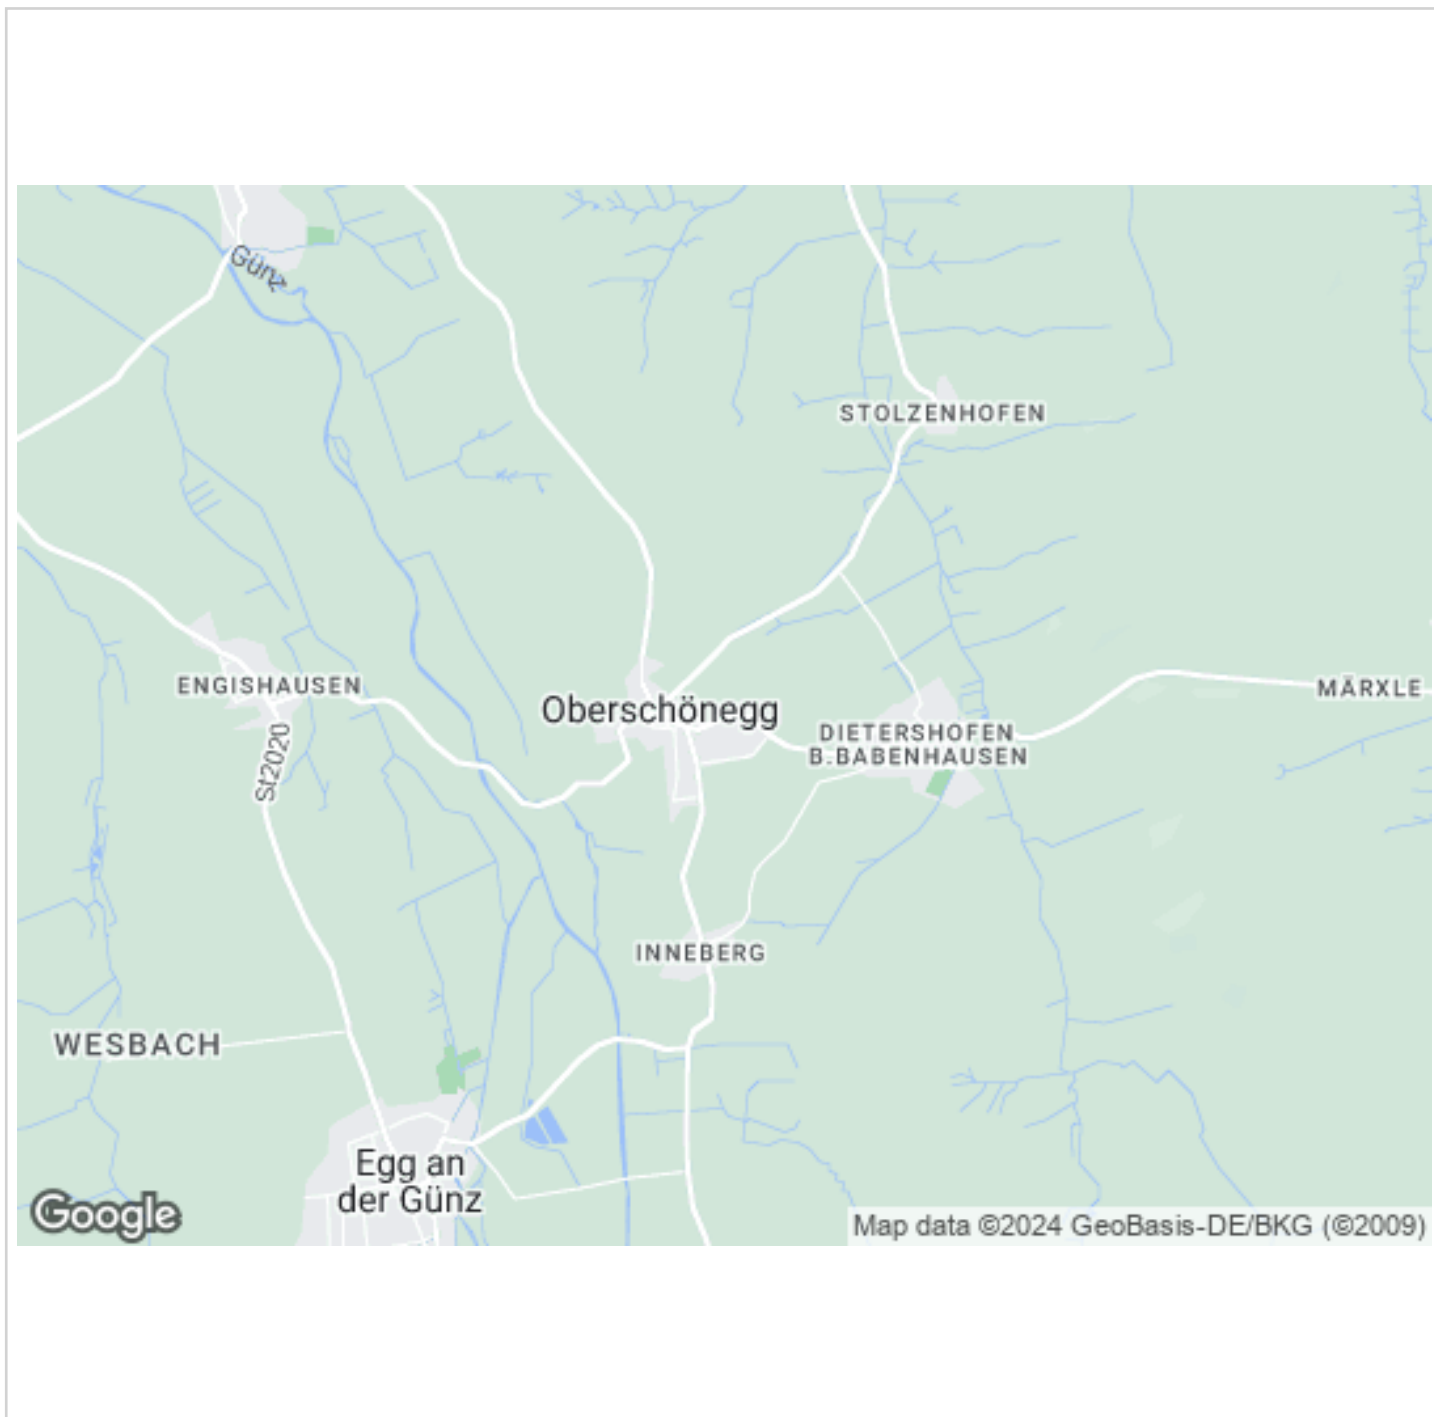 Günz
STOLZENHOFEN
ENGISHAUSEN
MÄRXLE
Oberschönegg
DIETERSHOFEN
B.BABENHAUSEN
St2020
INNEBERG
WESBACH
Egg an
der Günz
Google
Map data ©2024 GeoBasis-DE/BKG (©2009)